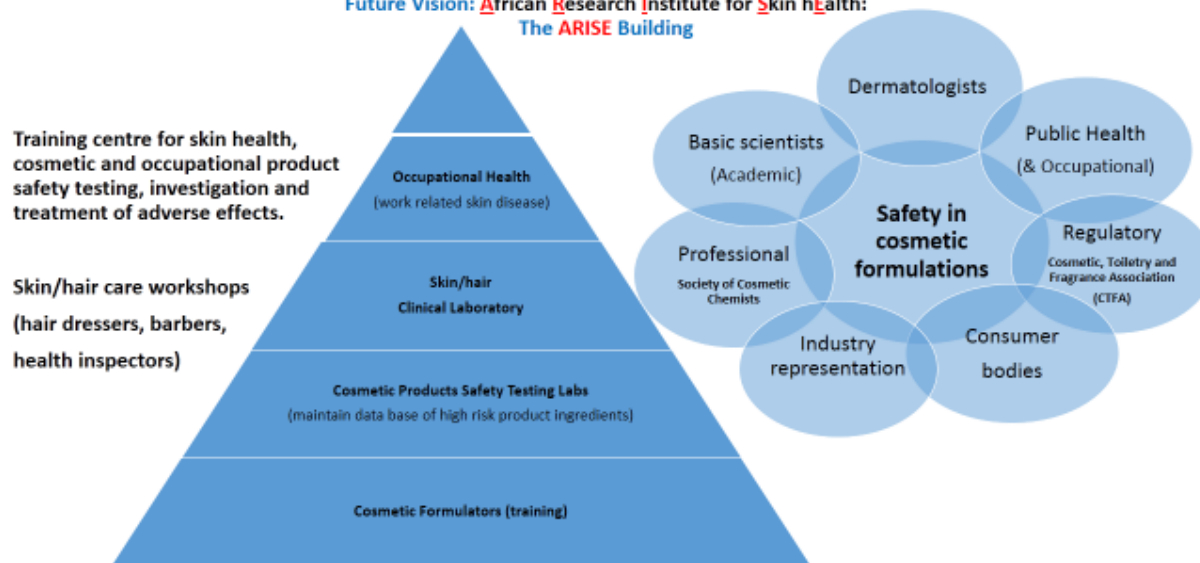 Future Vision: African Research Institute for Skin hEalth:
The ARISE Building
Training centre for skin health,
cosmetic and occupational product
safety testing, investigation and
treatment of adverse effects.
Skin/hair care workshops
(hair dressers, barbers,
health inspectors)
Occupational Health
(work related skin disease)
Skin/hair
Clinical Laboratory
Cosmetic Products Safety Testing Labs
(maintain data base of high risk product ingredients)
Cosmetic Formulators (training)
Dermatologists
Basic scientists
(Academic)
Public Health
(& Occupational)
Safety in
cosmetic
formulations
Professional
Society of Cosmetic
Chemists
Regulatory
Cosmetic, Toiletry and
Fragrance Association
(CTFA)
Industry
representation
Consumer
bodies